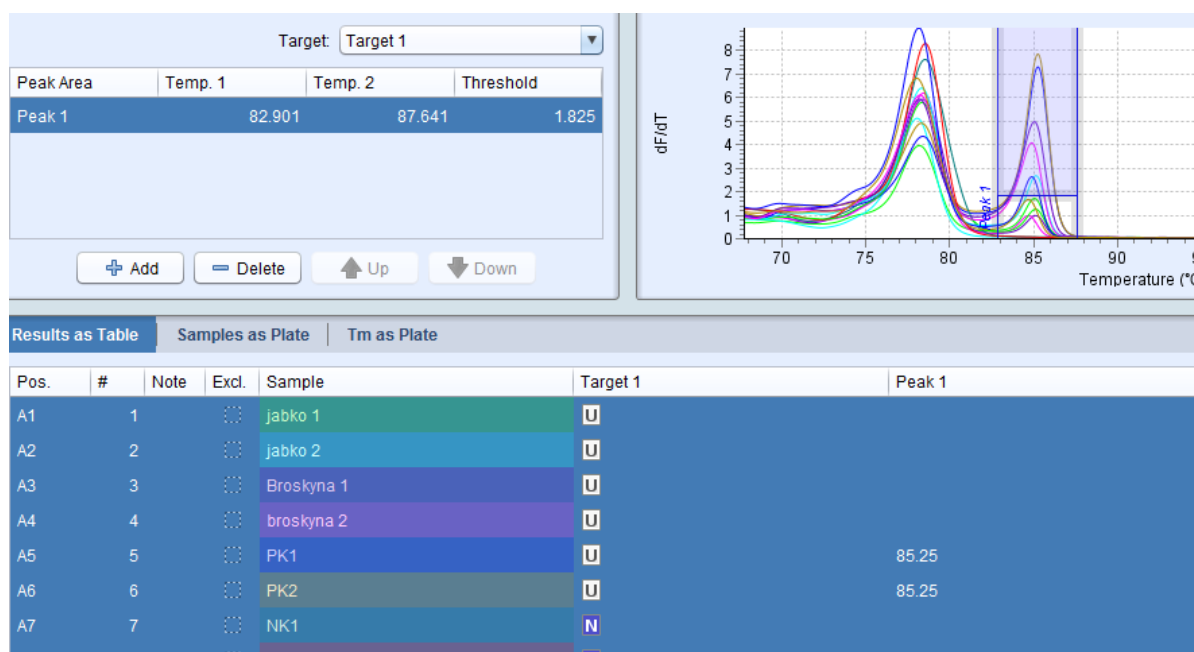 Target: Target 1
Peak Area Temp. 1 Temp. 2 Threshold
Peak 1 82.901 87.641 1.825
Add Delete Up Down
dF/dT
8
7
6
5
4
3
2
1
0
Peak 1
70 75 80 85 90
Temperature (°C
Results as Table Samples as Plate Tm as Plate
Pos. # Note Excl. Sample Target 1 Peak 1
A1 1 jabko 1 U
A2 2 jabko 2 U
A3 3 Broskyna 1 U
A4 4 broskyna 2 U
A5 5 PK1 U 85.25
A6 6 PK2 U 85.25
A7 7 NK1 N